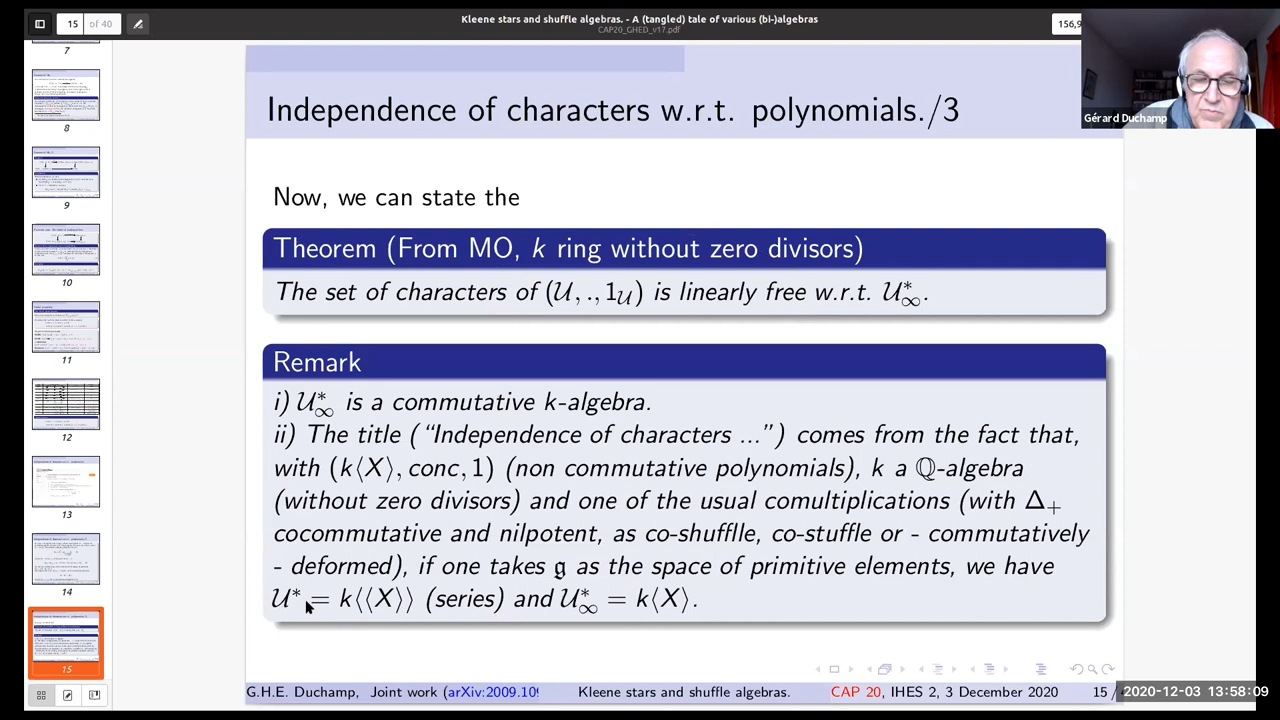 15 of 40
Kleene stars and shuffle algebras. - A (tangled) tale of various (bi-)algebras
CAP20_GHED_v17.pdf
156,9
Gérard Duchamp
7
8
9
10
11
12
13
14
15
Independence of characters w.r.t. polynomials./3
Now, we can state the
Theorem (From now on k ring without zero divisors)
The set of characters of (𝒰, ., 1_𝒰) is linearly free w.r.t. 𝒰*_∞.
Remark
i) 𝒰*_∞ is a commutative k-algebra.
ii) The title (“Independence of characters ...”) comes from the fact that,
with (k⟨X⟩, conc, 1) (non commutative polynomials) k a ℚ-algebra
(without zero divisors) and one of the usual comultiplications (with Δ₊
cocommutative and nilpotent, as co-shuffle, co-stuffle or - commutatively
- deformed), if one takes 𝔤 as the space of primitive elements, we have
𝒰* = k⟨⟨X⟩⟩ (series) and 𝒰*_∞ = k⟨X⟩.
G.H.E. Duchamp, Joint work (arXiv2009.109
Kleene stars and shuffle algebras.
CAP 20, IHES 2, 3 December 2020
15 /
2020-12-03 13:58:09